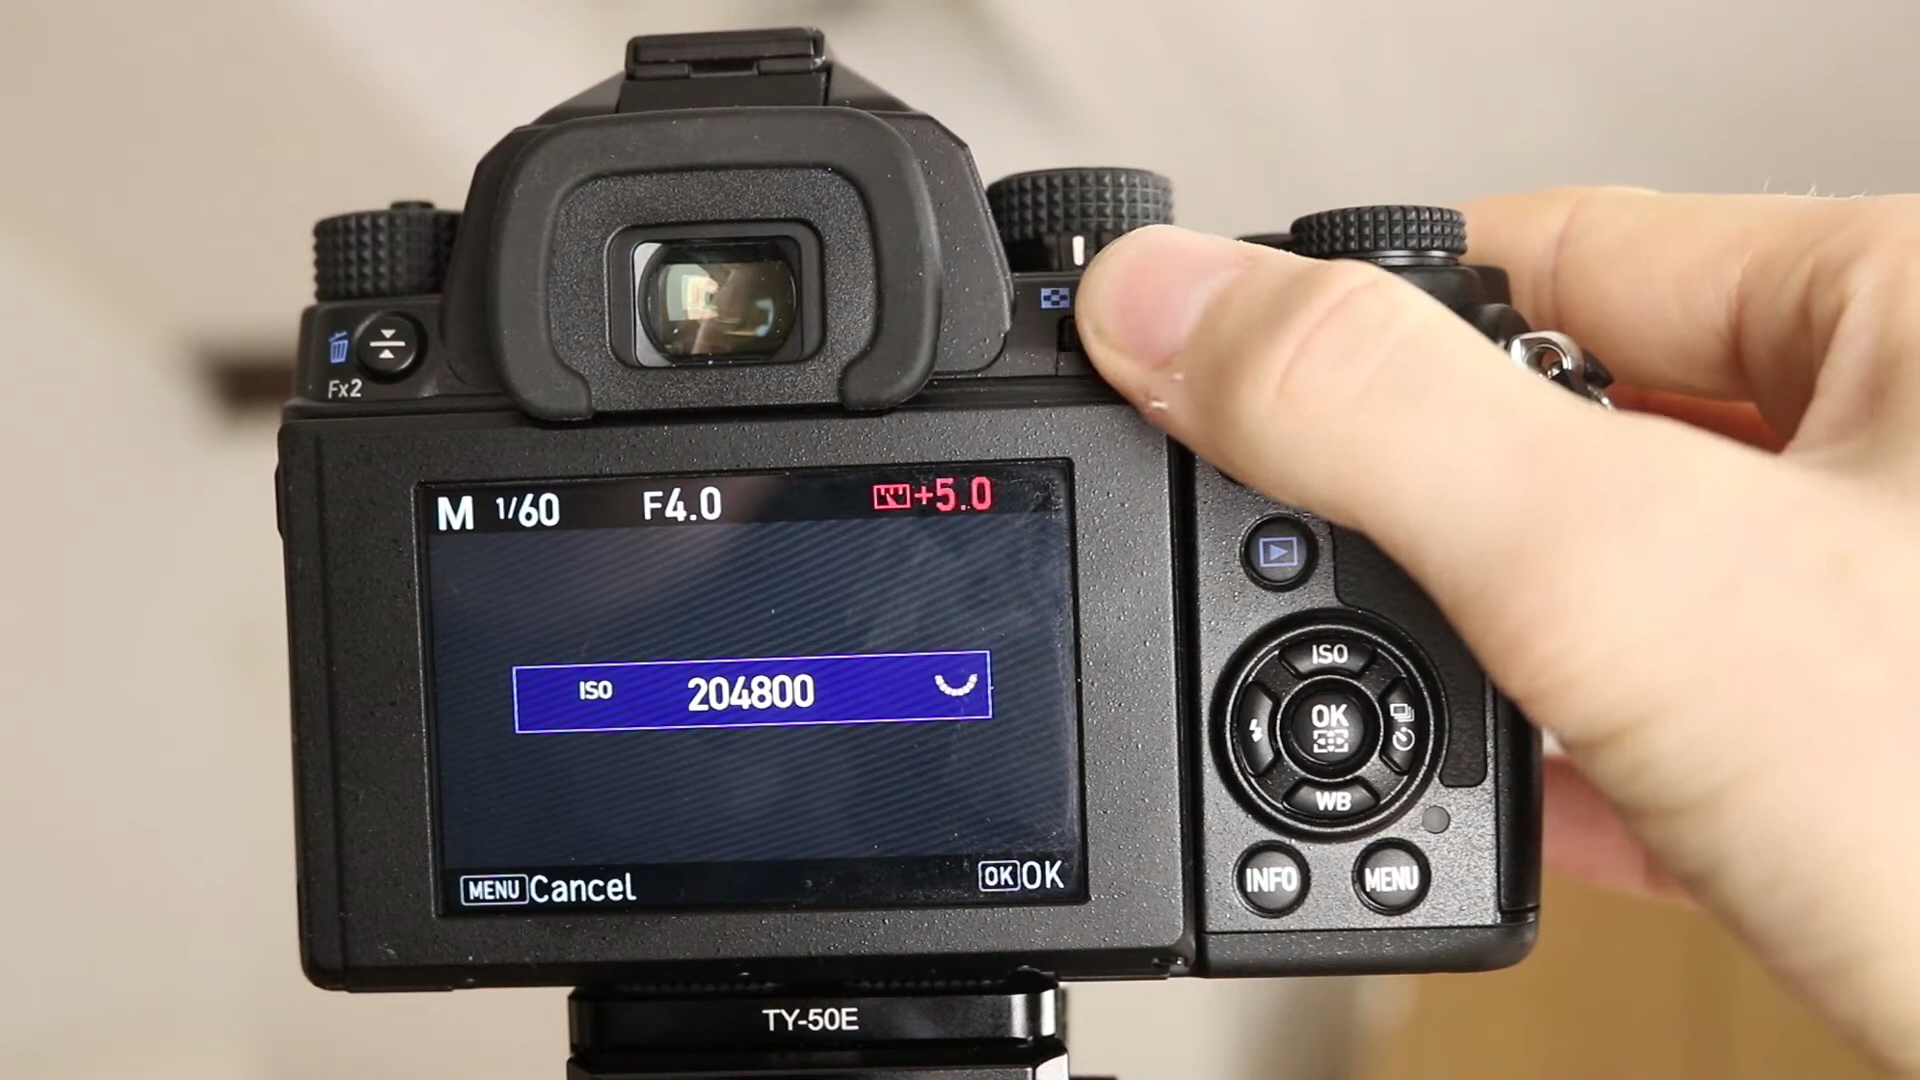 Fx2
M 1/60 F4.0 +5.0
ISO 204800
MENU Cancel OK OK
ISO
OK
WB
INFO MENU
TY-50E